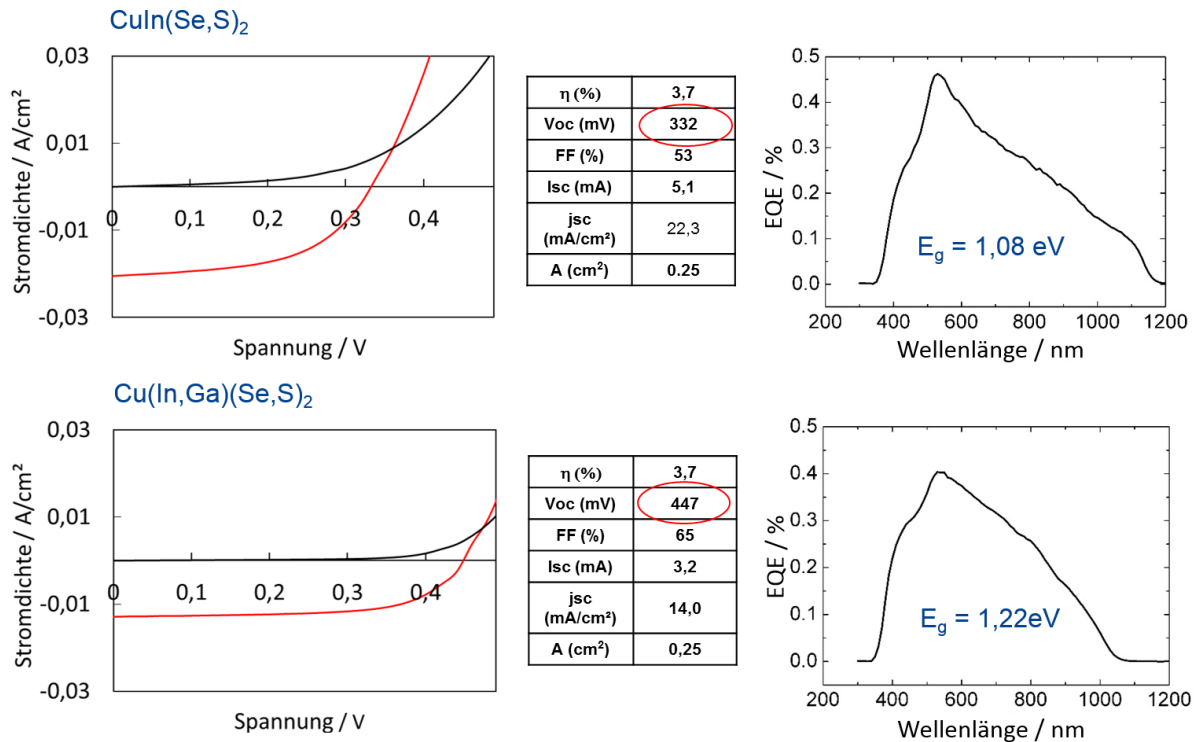 CuIn(Se,S)₂
0,03
0,01
-0,01
-0,03
0
0,1
0,2
0,3
0,4
Stromdichte / A/cm²
Spannung / V
η (%) 3,7
Voc (mV) 332
FF (%) 53
Isc (mA) 5,1
jsc
(mA/cm²) 22,3
A (cm²) 0.25
0.5
0.4
0.3
0.2
0.1
0.0
200 400 600 800 1000 1200
EQE / %
Wellenlänge / nm
E_g = 1,08 eV
Cu(In,Ga)(Se,S)₂
0,03
0,01
-0,01
-0,03
0
0,1
0,2
0,3
0,4
Stromdichte / A/cm²
Spannung / V
η (%) 3,7
Voc (mV) 447
FF (%) 65
Isc (mA) 3,2
jsc
(mA/cm²) 14,0
A (cm²) 0,25
0.5
0.4
0.3
0.2
0.1
0.0
200 400 600 800 1000 1200
EQE / %
Wellenlänge / nm
E_g = 1,22eV